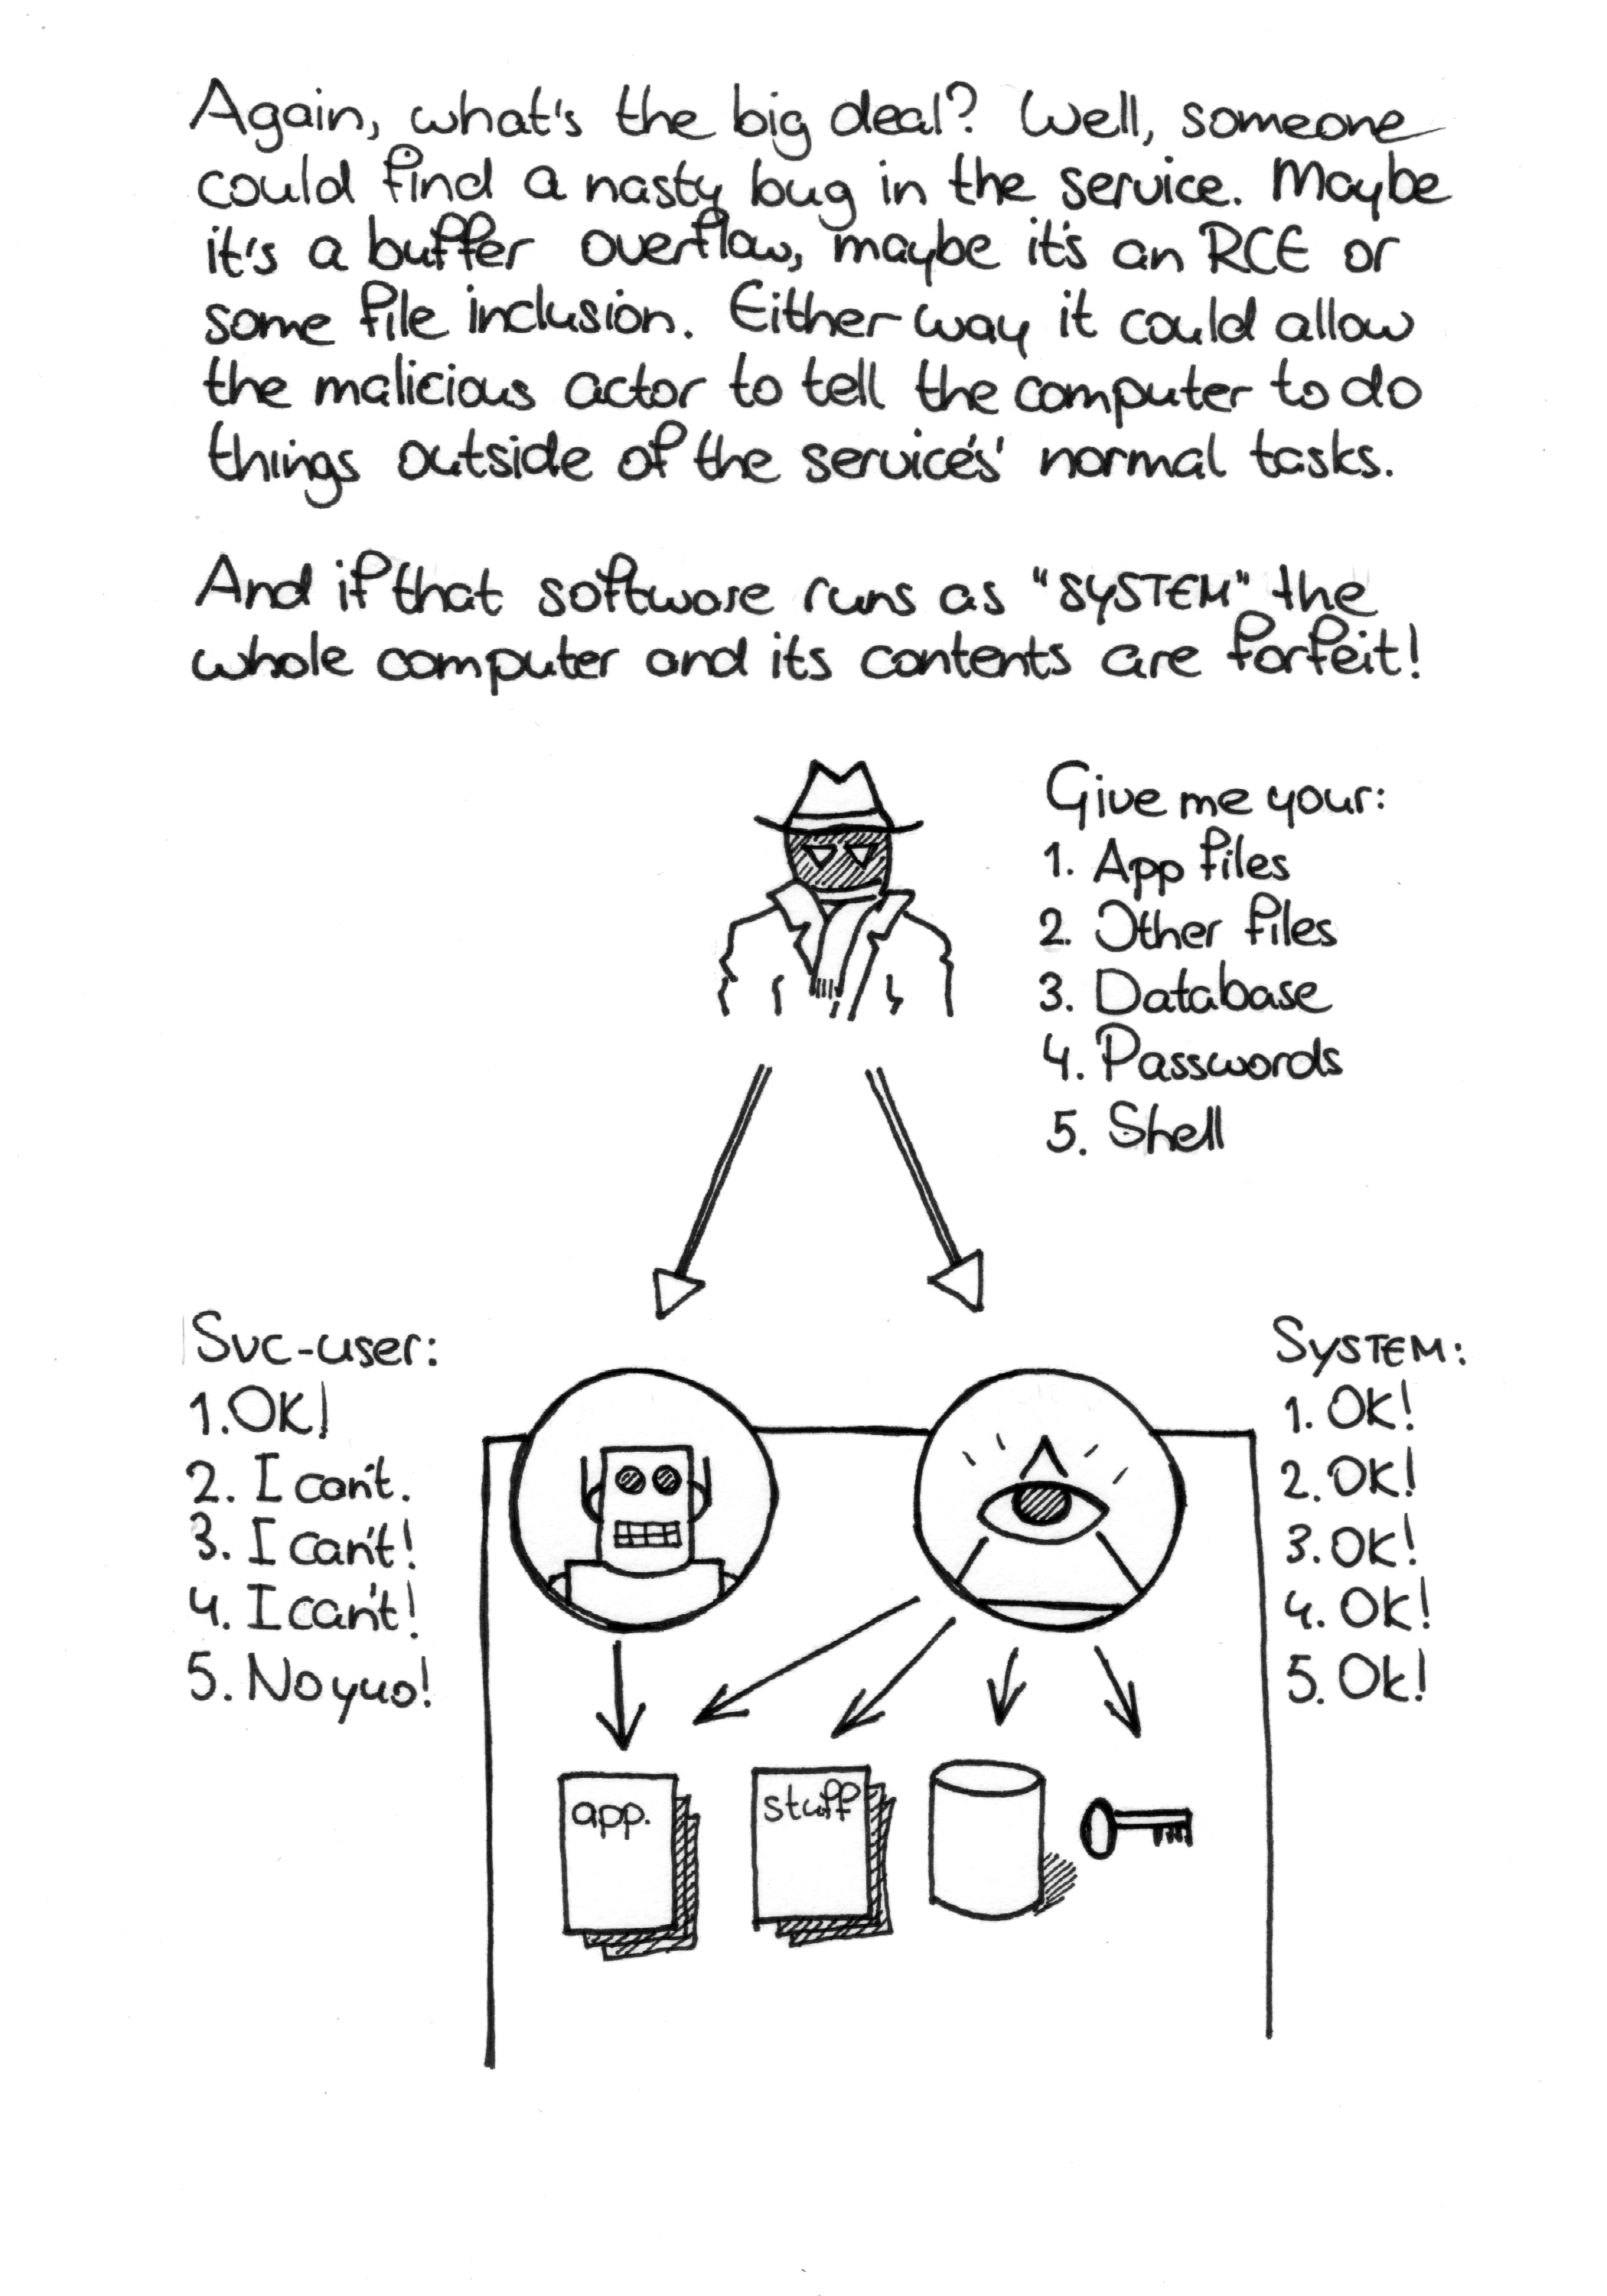 Again, what's the big deal? Well, someone
could find a nasty bug in the service. Maybe
it's a buffer overflow, maybe it's an RCE or
some file inclusion. Either way it could allow
the malicious actor to tell the computer to do
things outside of the service's' normal tasks.
And if that software runs as "SYSTEM" the
whole computer and its contents are forfeit!
Give me your:
1. App files
2. Other files
3. Database
4. Passwords
5. Shell
Svc-user:
1. OK!
2. I can't.
3. I can't!
4. I can't!
5. No yuo!
SYSTEM:
1. OK!
2. OK!
3. OK!
4. OK!
5. Ok!
app.
stuff